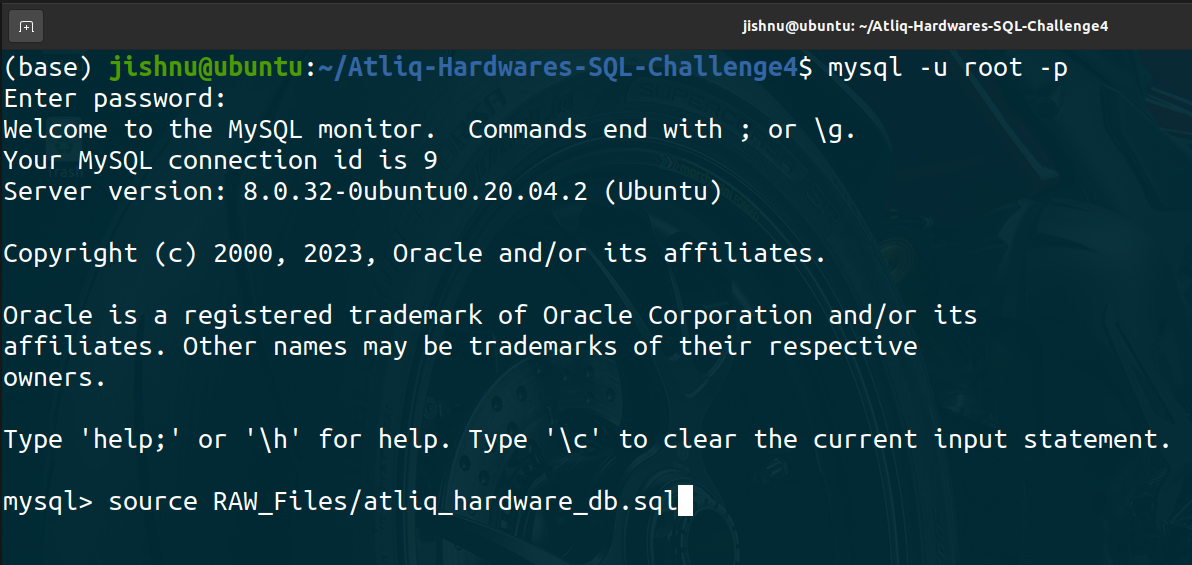 jishnu@ubuntu: ~/Atliq-Hardwares-SQL-Challenge4
(base) jishnu@ubuntu:~/Atliq-Hardwares-SQL-Challenge4$ mysql -u root -p
Enter password:
Welcome to the MySQL monitor.  Commands end with ; or \g.
Your MySQL connection id is 9
Server version: 8.0.32-0ubuntu0.20.04.2 (Ubuntu)
Copyright (c) 2000, 2023, Oracle and/or its affiliates.
Oracle is a registered trademark of Oracle Corporation and/or its
affiliates. Other names may be trademarks of their respective
owners.
Type 'help;' or '\h' for help. Type '\c' to clear the current input statement.
mysql> source RAW_Files/atliq_hardware_db.sql